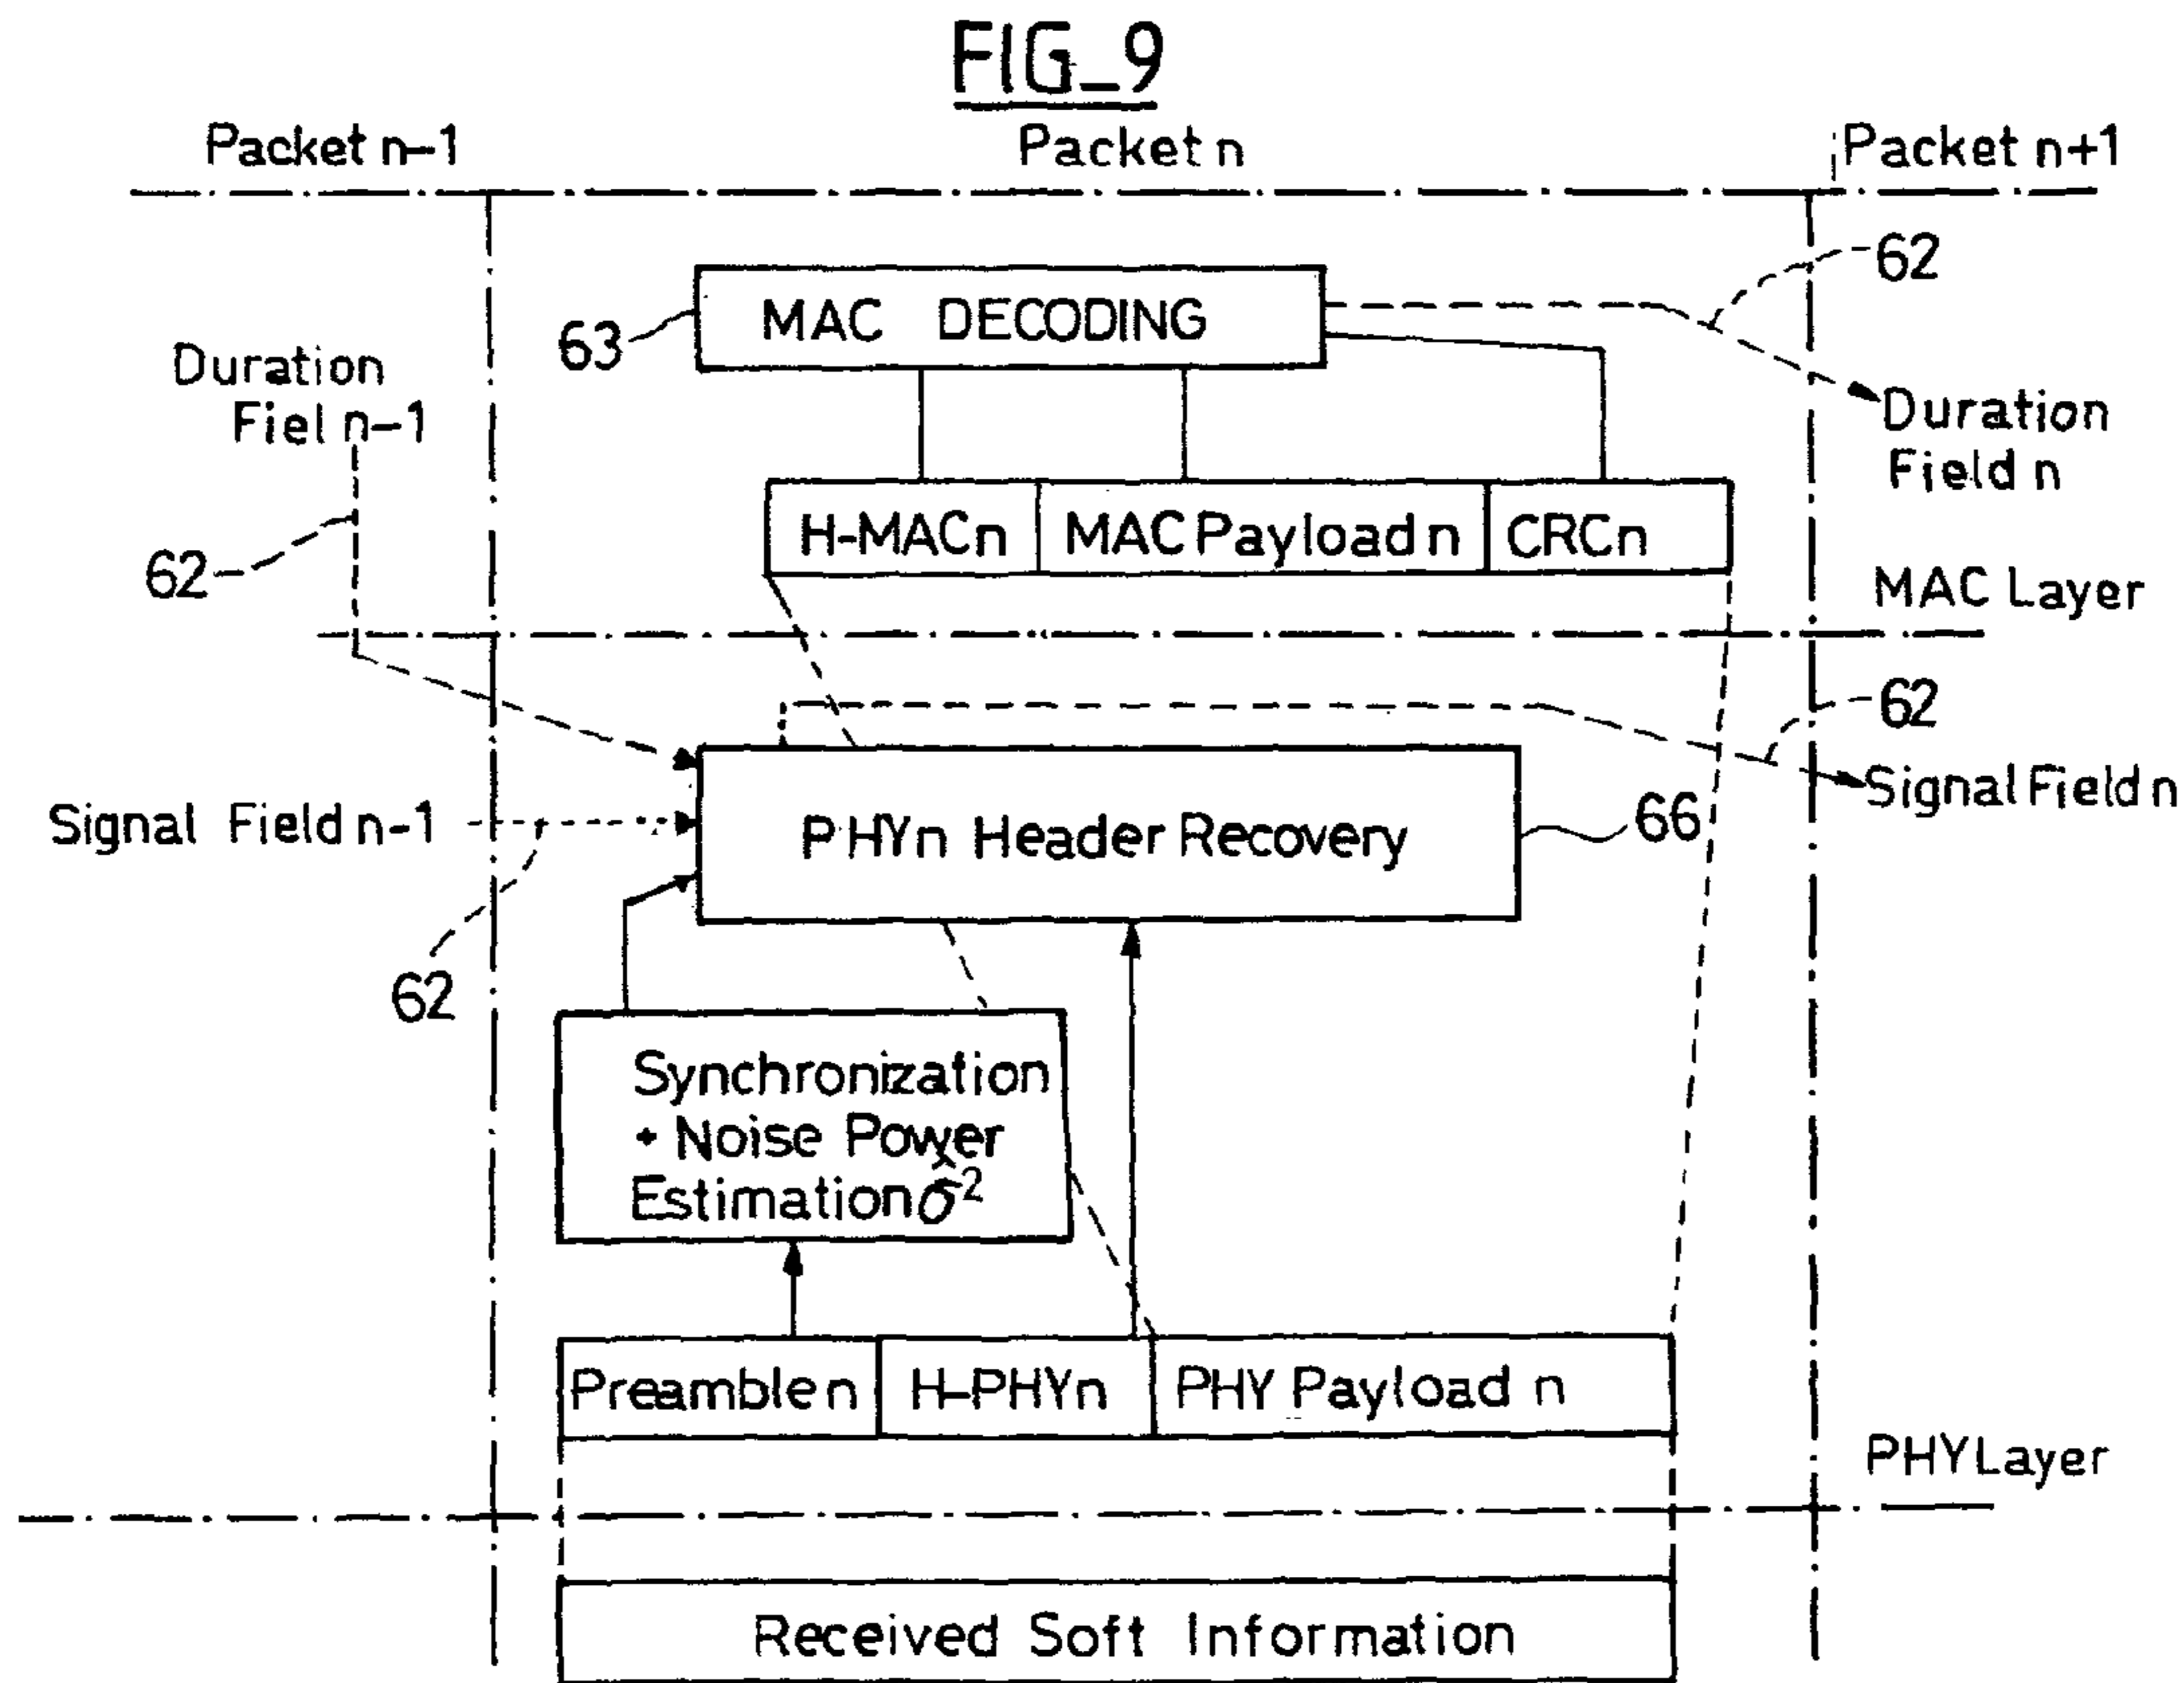 FIG_9
Packet n-1
Packet n
Packet n+1
62
MAC DECODING
63
Duration
Fiel n-1
Duration
Field n
H-MACn
MAC Payload n
CRCn
62
MAC Layer
62
Signal Field n
Signal Field n-1
PHYn Header Recovery
66
62
Synchronization
+ Noise Power
Estimation σ̂²
Preamble n
H-PHYn
PHY Payload n
PHY Layer
Received Soft Information